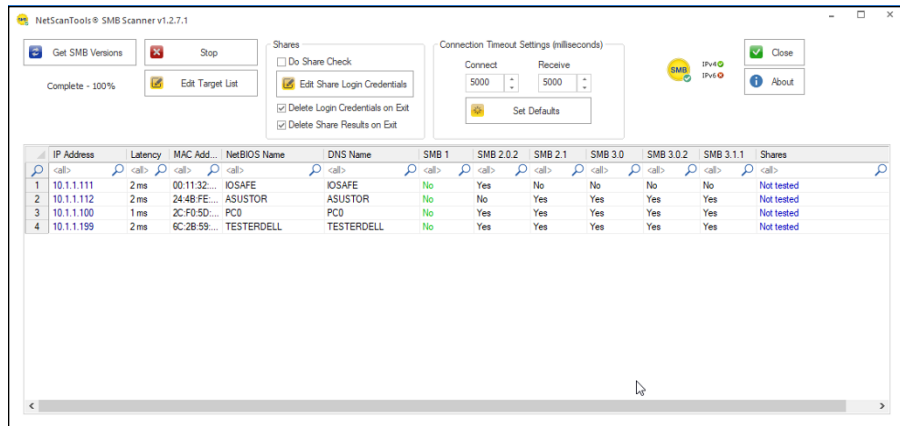 NetScanTools® SMB Scanner v1.2.7.1
Get SMB Versions
Stop
Complete - 100%
Edit Target List
Shares
Do Share Check
Edit Share Login Credentials
Delete Login Credentials on Exit
Delete Share Results on Exit
Connection Timeout Settings (milliseconds)
Connect Receive
5000 5000
Set Defaults
SMB
IPv4
IPv6
Close
About
IP Address Latency MAC Add... NetBIOS Name DNS Name SMB 1 SMB 2.0.2 SMB 2.1 SMB 3.0 SMB 3.0.2 SMB 3.1.1 Shares
<all> <all> <all> <all> <all> <all> <all> <all> <all> <all> <all> <all>
1 10.1.1.111 2 ms 00:11:32:... IOSAFE IOSAFE No Yes No No No No Not tested
2 10.1.1.112 2 ms 24:4B:FE:... ASUSTOR ASUSTOR No No Yes Yes Yes Yes Not tested
3 10.1.1.100 1 ms 2C:F0:5D:... PC0 PC0 No Yes Yes Yes Yes Yes Not tested
4 10.1.1.199 2 ms 6C:2B:59:... TESTERDELL TESTERDELL No Yes Yes Yes Yes Yes Not tested